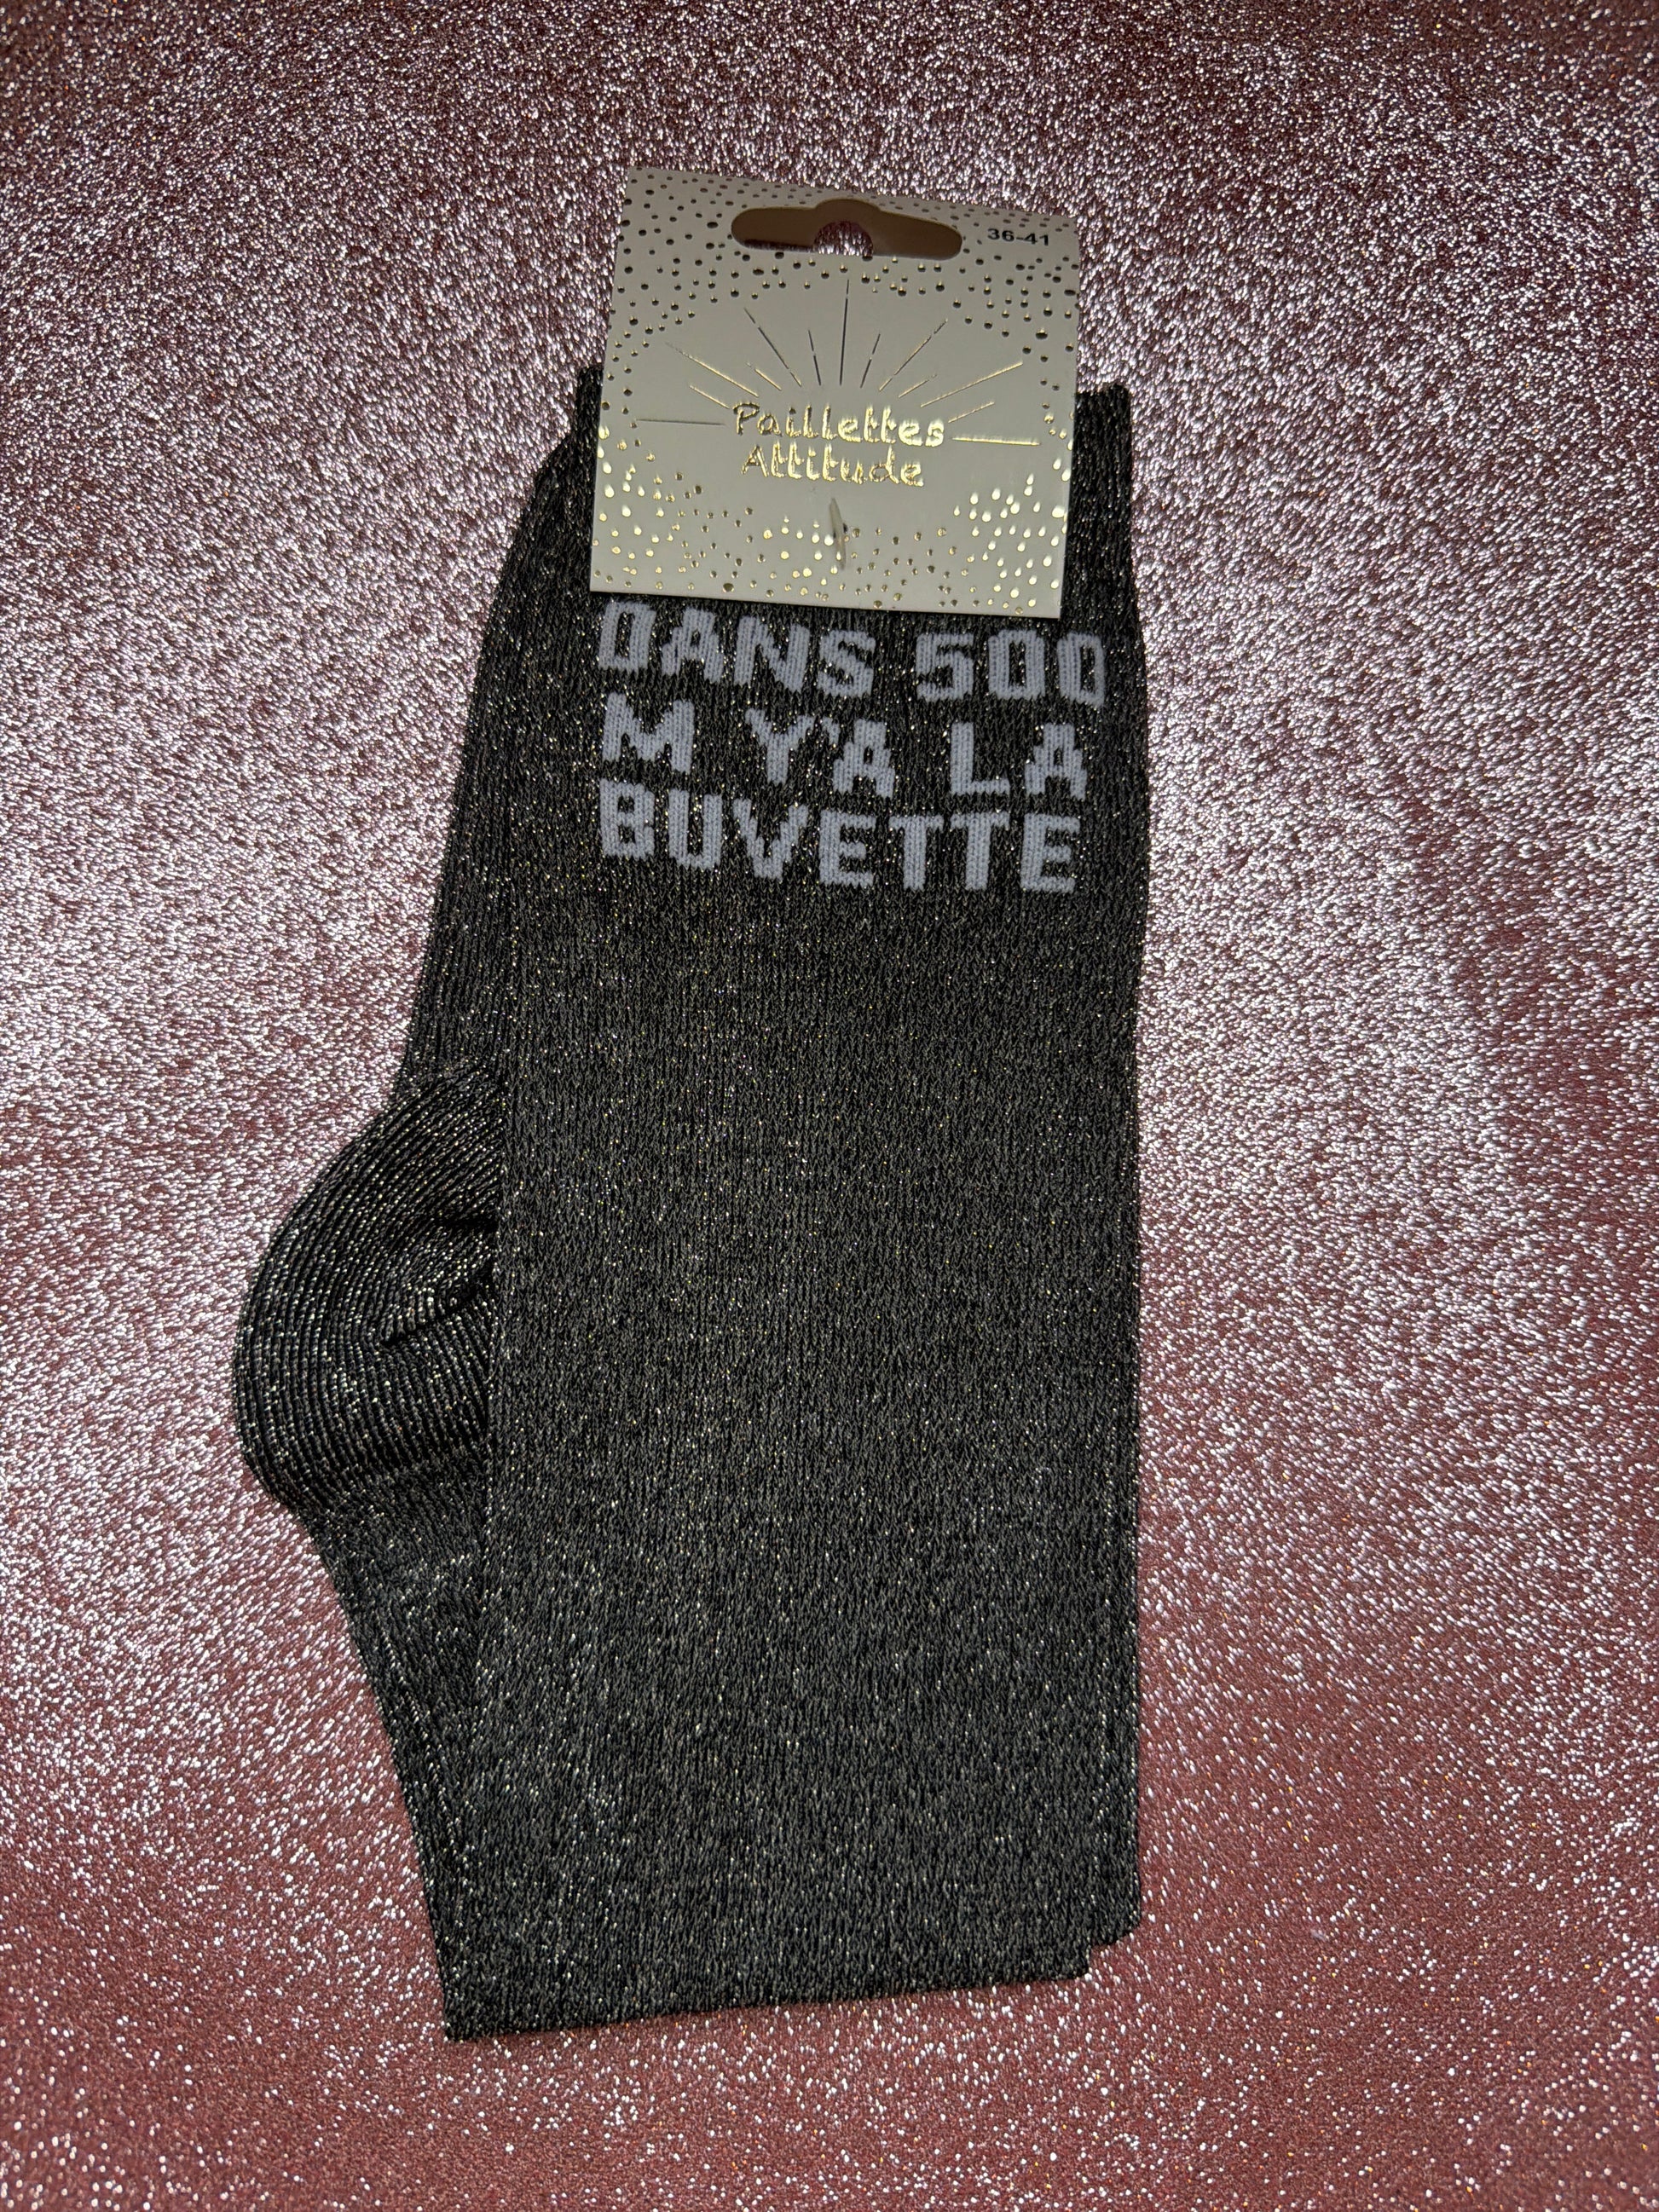 36-41
Paillettes
Attitude
DANS 500
M Y'A LA
BUVETTE